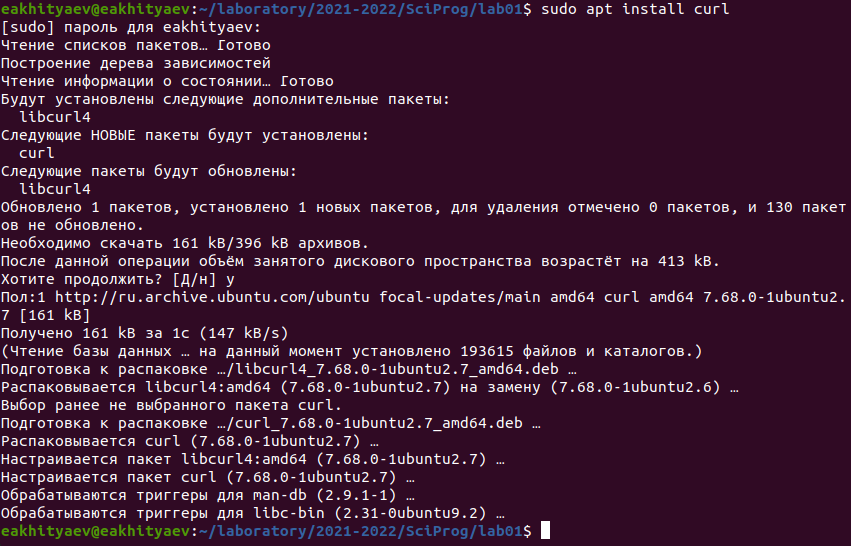 eakhityaev@eakhityaev:~/laboratory/2021-2022/SciProg/lab01$ sudo apt install curl
[sudo] пароль для eakhityaev:
Чтение списков пакетов… Готово
Построение дерева зависимостей
Чтение информации о состоянии… Готово
Будут установлены следующие дополнительные пакеты:
  libcurl4
Следующие НОВЫЕ пакеты будут установлены:
  curl
Следующие пакеты будут обновлены:
  libcurl4
Обновлено 1 пакетов, установлено 1 новых пакетов, для удаления отмечено 0 пакетов, и 130 пакет
ов не обновлено.
Необходимо скачать 161 kB/396 kB архивов.
После данной операции объём занятого дискового пространства возрастёт на 413 kB.
Хотите продолжить? [Д/н] y
Пол:1 http://ru.archive.ubuntu.com/ubuntu focal-updates/main amd64 curl amd64 7.68.0-1ubuntu2.
7 [161 kB]
Получено 161 kB за 1с (147 kB/s)
(Чтение базы данных … на данный момент установлено 193615 файлов и каталогов.)
Подготовка к распаковке …/libcurl4_7.68.0-1ubuntu2.7_amd64.deb …
Распаковывается libcurl4:amd64 (7.68.0-1ubuntu2.7) на замену (7.68.0-1ubuntu2.6) …
Выбор ранее не выбранного пакета curl.
Подготовка к распаковке …/curl_7.68.0-1ubuntu2.7_amd64.deb …
Распаковывается curl (7.68.0-1ubuntu2.7) …
Настраивается пакет libcurl4:amd64 (7.68.0-1ubuntu2.7) …
Настраивается пакет curl (7.68.0-1ubuntu2.7) …
Обрабатываются триггеры для man-db (2.9.1-1) …
Обрабатываются триггеры для libc-bin (2.31-0ubuntu9.2) …
eakhityaev@eakhityaev:~/laboratory/2021-2022/SciProg/lab01$